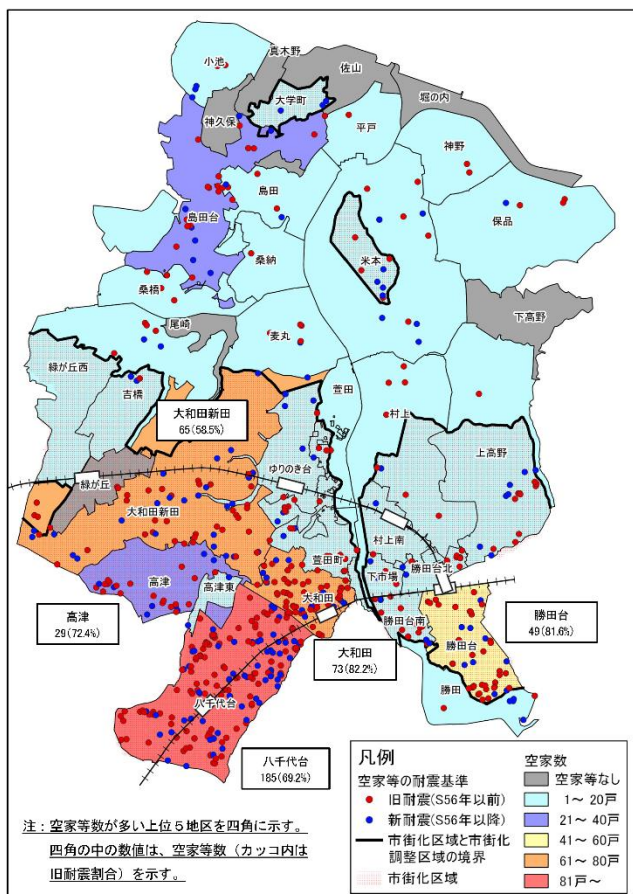 小池
真木野
佐山
大学町
神久保
堀の内
平戸
神野
島田
保品
島田台
米本
桑納
桑橋
下高野
尾崎
麦丸
緑が丘西
萱田
吉橋
大和田新田
65(58.5%)
村上
上高野
ゆりのき台
緑が丘
大和田新田
村上南
萱田町
勝田台北
高津
下市場
高津東
大和田
勝田台南
高津
29(72.4%)
勝田台
49(81.6%)
勝田台
大和田
73(82.2%)
勝田
八千代台
八千代台
185(69.2%)
凡例
空家等の耐震基準
旧耐震(S56年以前)
新耐震(S56年以降)
市街化区域と市街化
調整区域の境界
市街化区域
空家数
空家等なし
1~ 20戸
21~ 40戸
41~ 60戸
61~ 80戸
81戸~
注:空家等数が多い上位5地区を四角に示す。
四角の中の数値は、空家等数(カッコ内は
旧耐震割合)を示す。